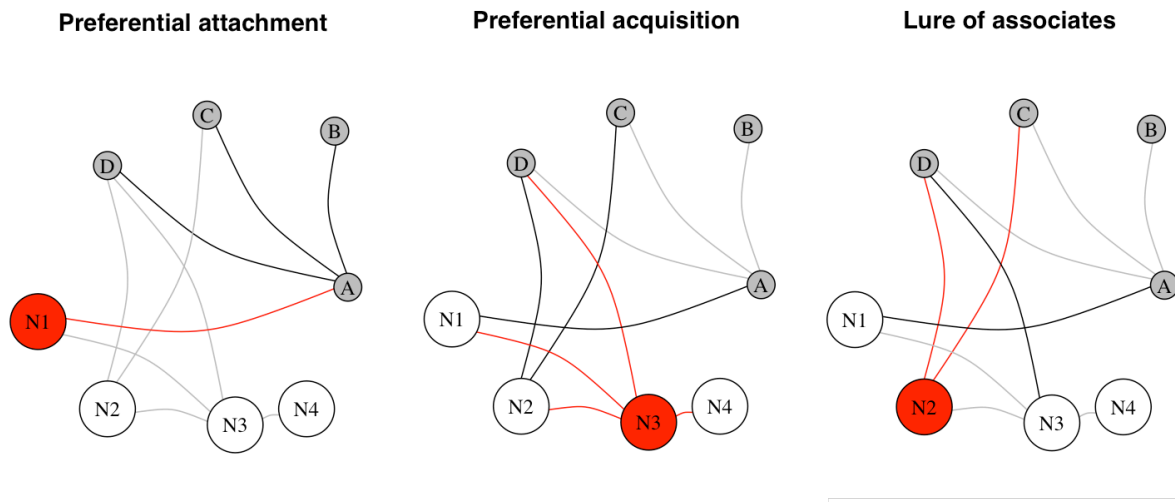 Preferential attachment
C
B
D
A
N1
N2
N3
N4
Preferential acquisition
C
B
D
A
N1
N2
N3
N4
Lure of associates
C
B
D
A
N1
N2
N3
N4